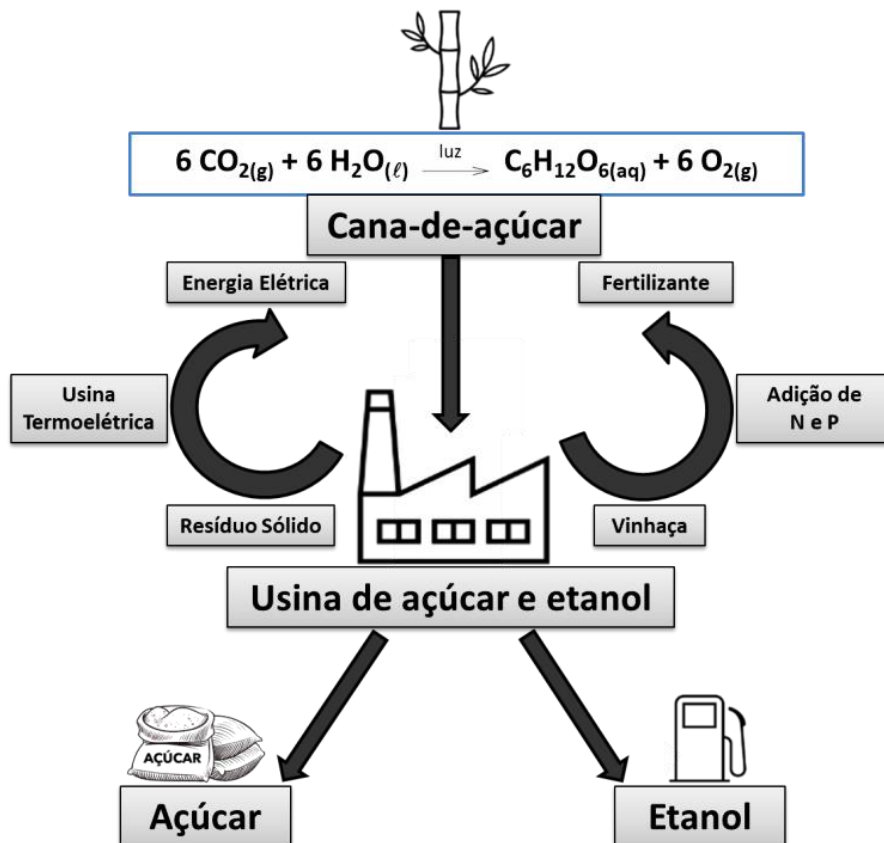 6 CO₂(g) + 6 H₂O(ℓ) luz → C₆H₁₂O₆(aq) + 6 O₂(g)
Cana-de-açúcar
Energia Elétrica
Fertilizante
Usina
Termoelétrica
Adição de
N e P
Resíduo Sólido
Vinhaça
Usina de açúcar e etanol
AÇÚCAR
Açúcar
Etanol